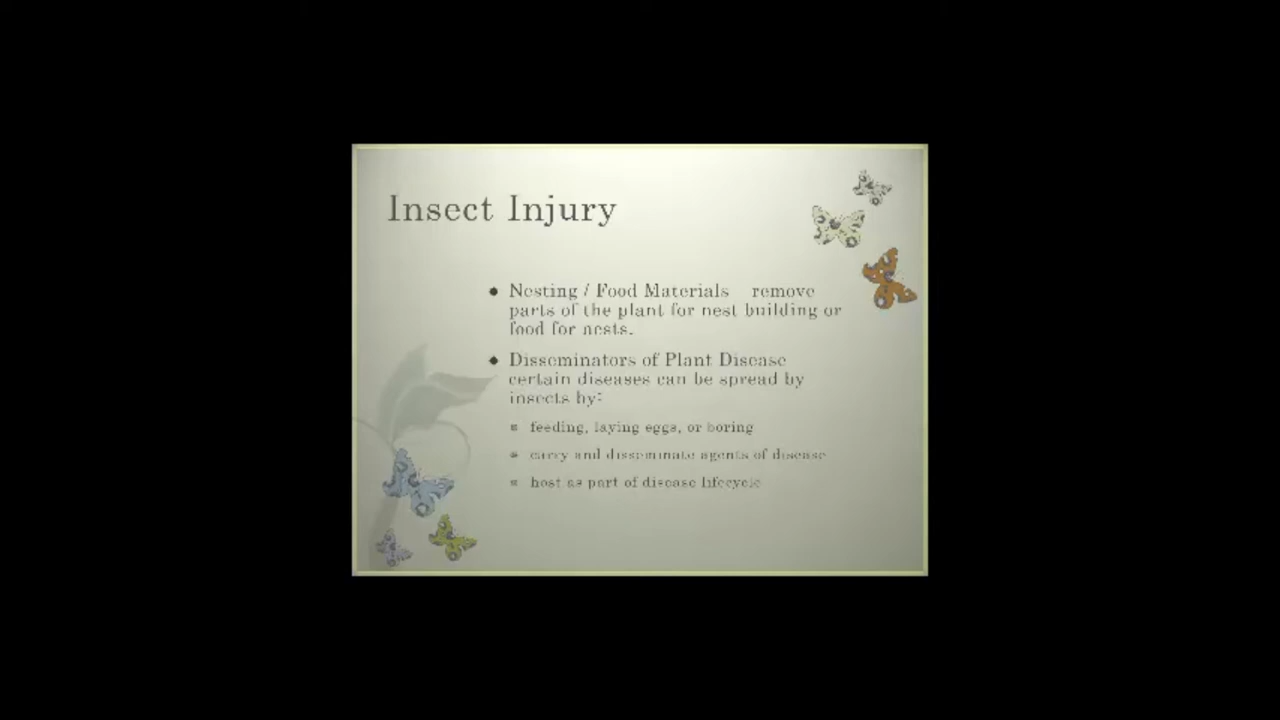 Insect Injury
Nesting / Food Materials remove
parts of the plant for nest building or
food for nests.
Disseminators of Plant Disease
certain diseases can be spread by
insects by:
feeding, laying eggs, or boring
carry and disseminate agents of disease
host as part of disease lifecycle